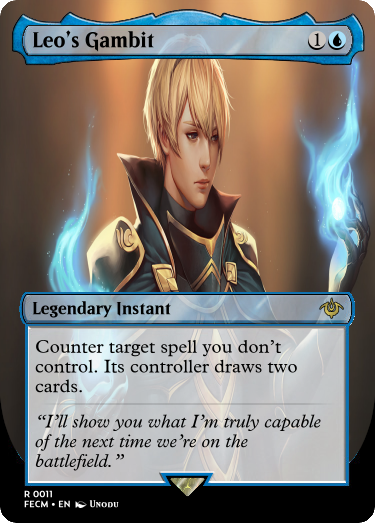 Leo's Gambit 1
Legendary Instant
Counter target spell you don't
control. Its controller draws two
cards.
“I'll show you what I'm truly capable
of the next time we're on the
battlefield.”
R 0011
FECM • EN Unodu